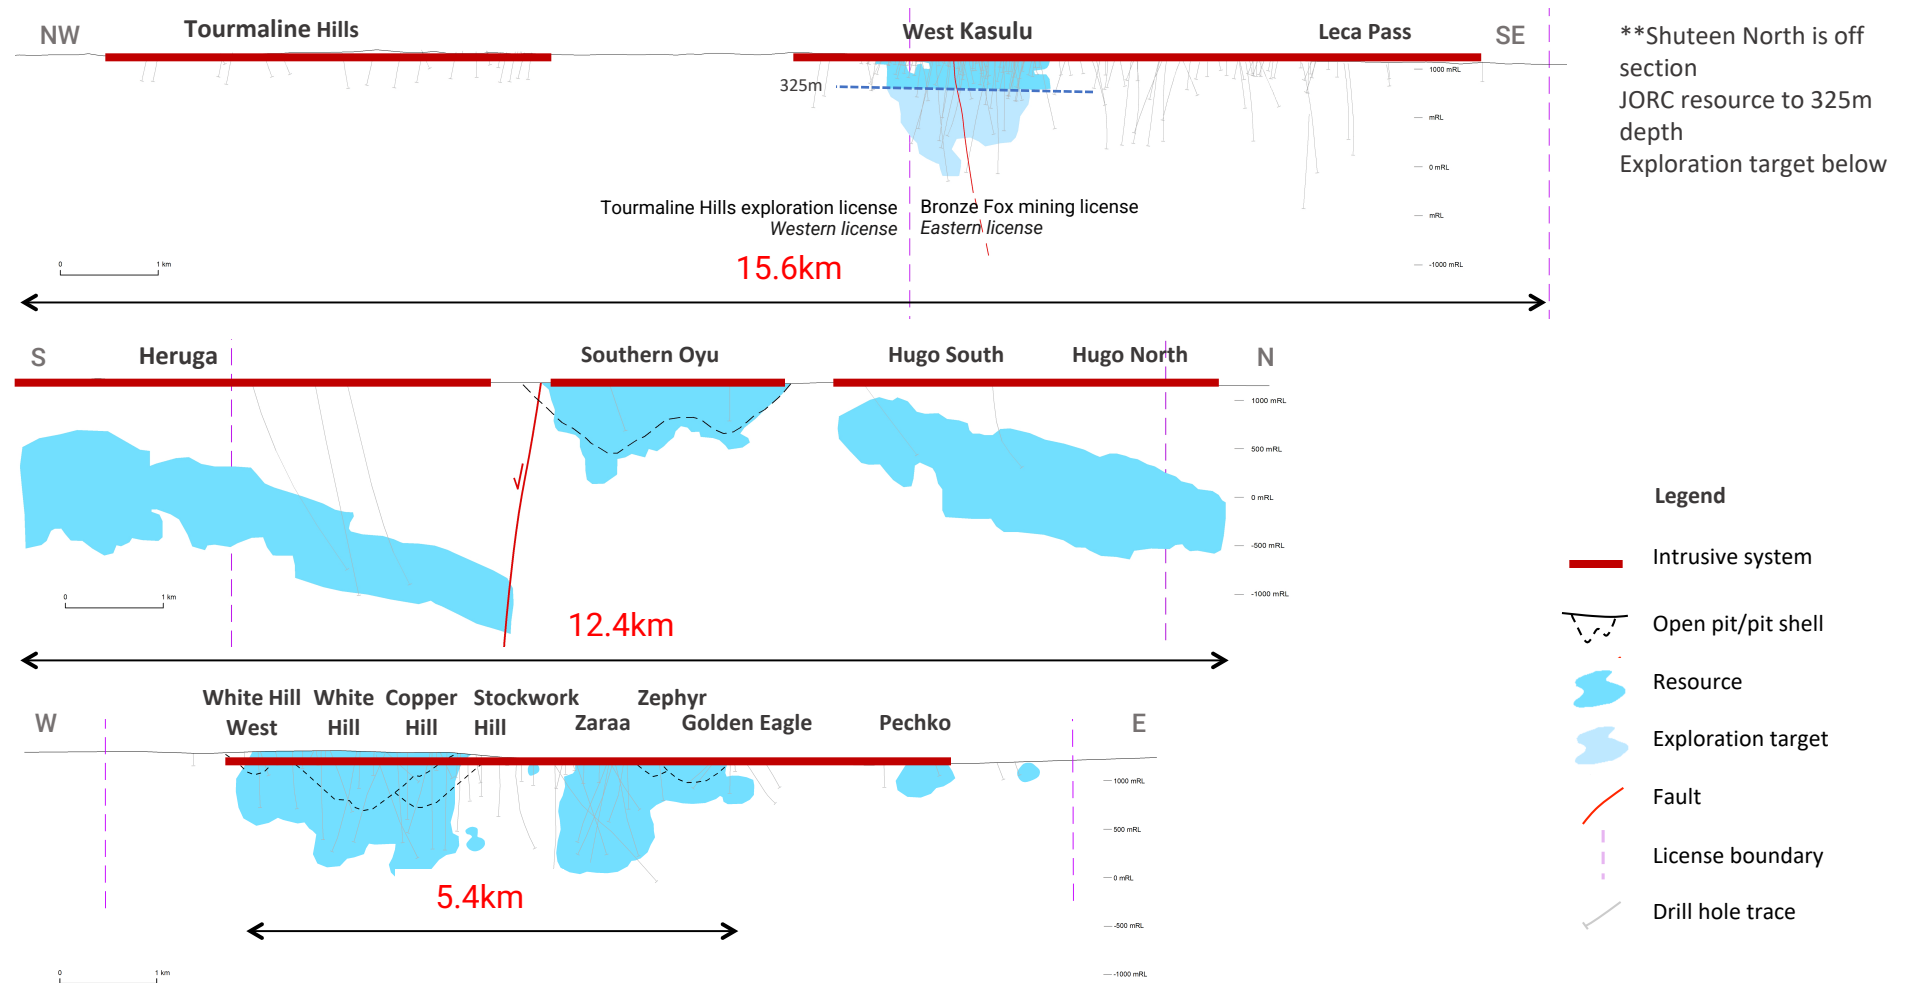 NW
Tourmaline Hills
West Kasulu
Leca Pass
SE
**Shuteen North is off
section
JORC resource to 325m
depth
Exploration target below
325m
1000 mRL
mRL
0 mRL
mRL
-1000 mRL
Tourmaline Hills exploration license
Western license
Bronze Fox mining license
Eastern license
0
1 km
15.6km
S
Heruga
Southern Oyu
Hugo South
Hugo North
N
1000 mRL
500 mRL
0 mRL
-500 mRL
-1000 mRL
0
1 km
12.4km
W
White Hill
West
White
Hill
Copper
Hill
Stockwork
Hill
Zaraa
Zephyr
Golden Eagle
Pechko
E
1000 mRL
500 mRL
0 mRL
-500 mRL
-1000 mRL
5.4km
0
1 km
Legend
Intrusive system
Open pit/pit shell
Resource
Exploration target
Fault
License boundary
Drill hole trace